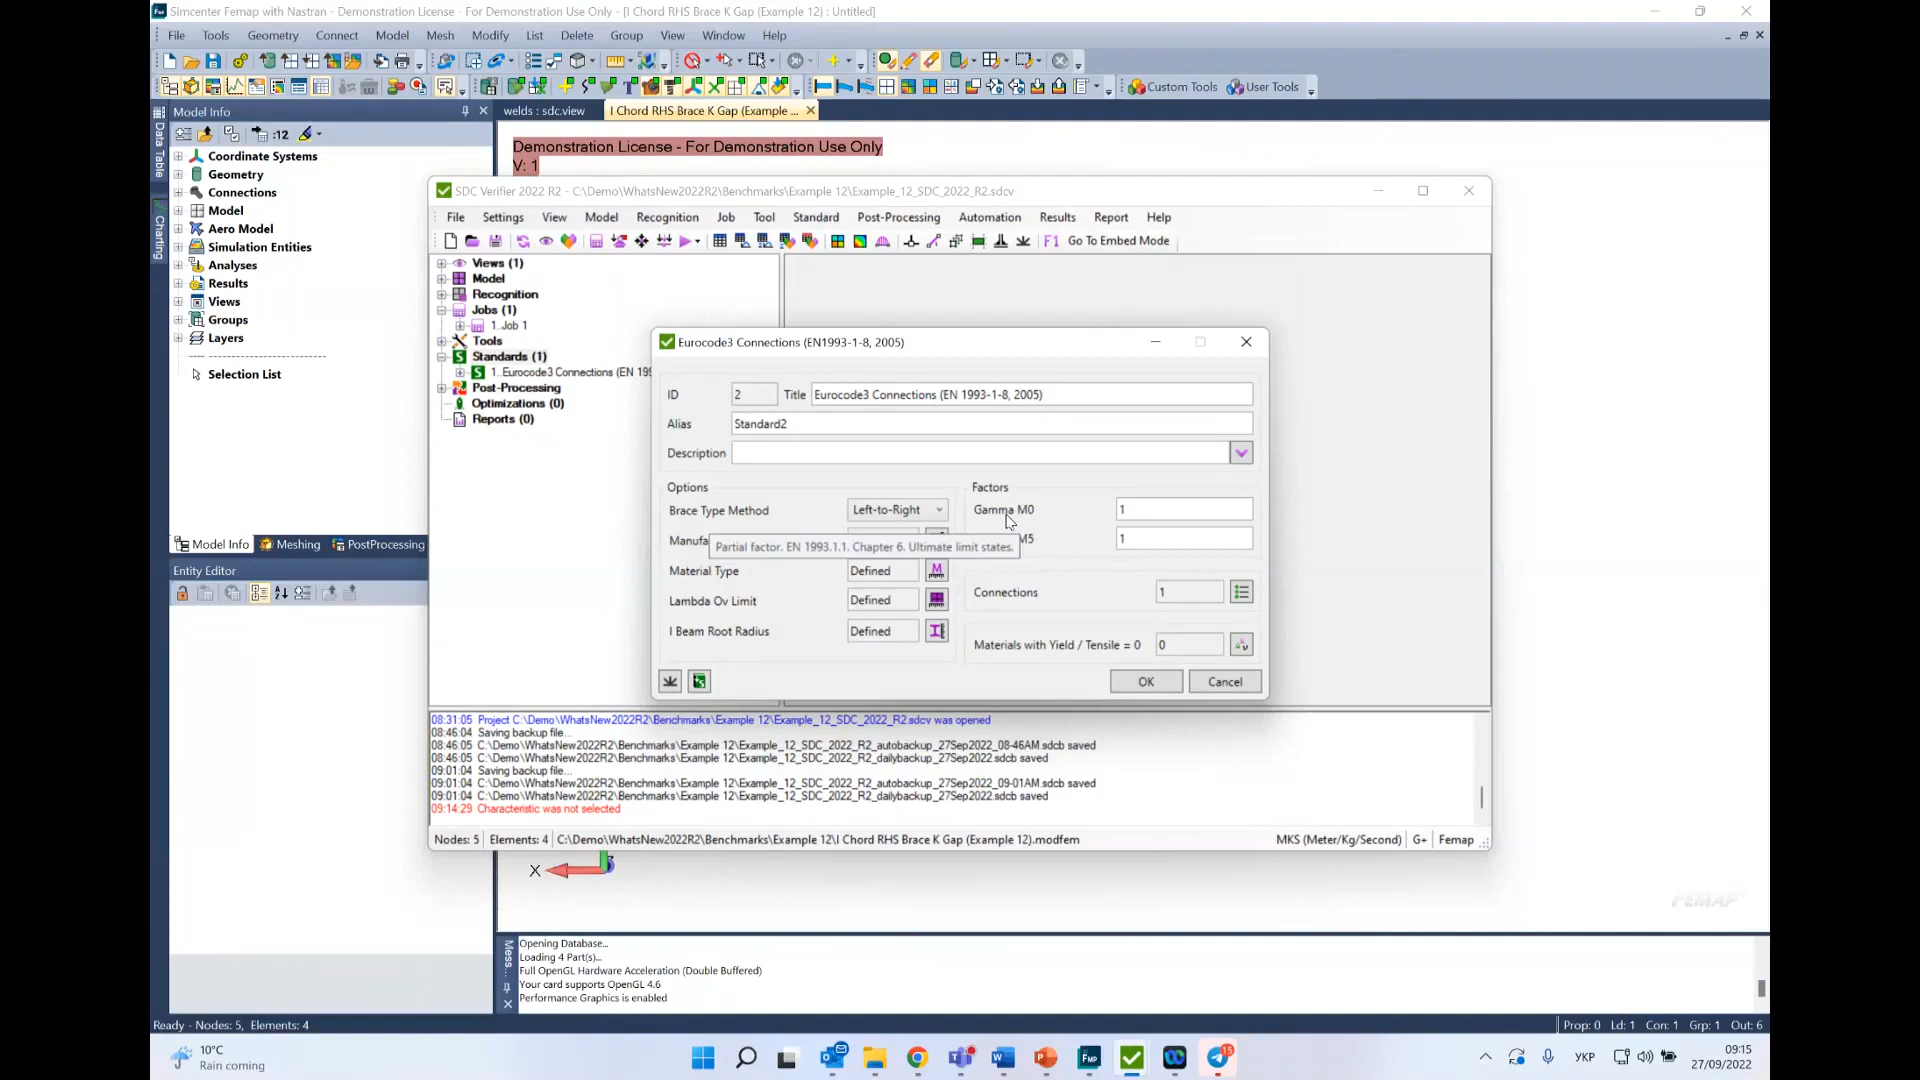 Simcenter Femap with Nastran - Demonstration License - For Demonstration Use Only - [I Chord RHS Brace K Gap (Example 12) : Untitled]
File Tools Geometry Connect Model Mesh Modify List Delete Group View Window Help
Custom Tools User Tools
Model Info
welds : sdc.view I Chord RHS Brace K Gap (Example ...
:12
Data Table
Charting
Coordinate Systems
Geometry
Connections
Model
Aero Model
Simulation Entities
Analyses
Results
Views
Groups
Layers
Selection List
Model Info Meshing PostProcessing
Entity Editor
Demonstration License - For Demonstration Use Only
V: 1
SDC Verifier 2022 R2 - C:\Demo\WhatsNew2022R2\Benchmarks\Example 12\Example_12_SDC_2022_R2.sdcv
File Settings View Model Recognition Job Tool Standard Post-Processing Automation Results Report Help
F1 Go To Embed Mode
Views (1)
Model
Recognition
Jobs (1)
1..Job 1
Tools
Standards (1)
1..Eurocode3 Connections (EN 199
Post-Processing
Optimizations (0)
Reports (0)
Eurocode3 Connections (EN1993-1-8, 2005)
ID 2 Title Eurocode3 Connections (EN 1993-1-8, 2005)
Alias Standard2
Description
Options Factors
Brace Type Method Left-to-Right Gamma M0 1
Manufa M5 1
Partial factor. EN 1993.1.1. Chapter 6. Ultimate limit states.
Material Type Defined
Connections 1
Lambda Ov Limit Defined
I Beam Root Radius Defined
Materials with Yield / Tensile = 0 0
OK Cancel
08:31:05 Project C:\Demo\WhatsNew2022R2\Benchmarks\Example 12\Example_12_SDC_2022_R2.sdcv was opened
08:46:04 Saving backup file...
08:46:05 C:\Demo\WhatsNew2022R2\Benchmarks\Example 12\Example_12_SDC_2022_R2_autobackup_27Sep2022_08-46AM.sdcb saved
08:46:05 C:\Demo\WhatsNew2022R2\Benchmarks\Example 12\Example_12_SDC_2022_R2_dailybackup_27Sep2022.sdcb saved
09:01:04 Saving backup file...
09:01:04 C:\Demo\WhatsNew2022R2\Benchmarks\Example 12\Example_12_SDC_2022_R2_autobackup_27Sep2022_09-01AM.sdcb saved
09:01:04 C:\Demo\WhatsNew2022R2\Benchmarks\Example 12\Example_12_SDC_2022_R2_dailybackup_27Sep2022.sdcb saved
09:14:29 Characteristic was not selected
Nodes: 5 Elements: 4 C:\Demo\WhatsNew2022R2\Benchmarks\Example 12\I Chord RHS Brace K Gap (Example 12).modfem MKS (Meter/Kg/Second) G+ Femap
X
FEMAP
Mess...
Opening Database...
Loading 4 Part(s)...
Full OpenGL Hardware Acceleration (Double Buffered)
Your card supports OpenGL 4.6
Performance Graphics is enabled
Ready - Nodes: 5, Elements: 4 Prop: 0 Ld: 1 Con: 1 Grp: 1 Out: 6
10°C
Rain coming
15
УКР
09:15
27/09/2022